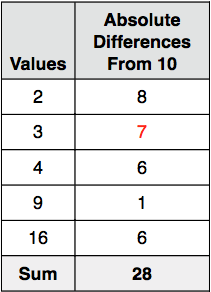 Absolute
Differences
Values From 10
2 8
3 7
4 6
9 1
16 6
Sum 28